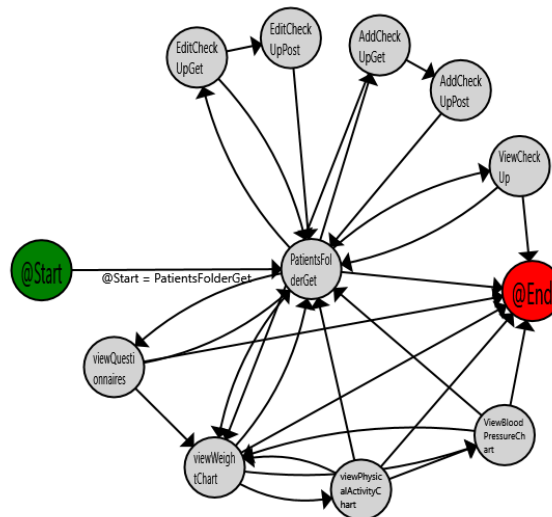 EditCheck
UpGet
EditCheck
UpPost
AddCheck
UpGet
AddCheck
UpPost
ViewCheck
Up
@Start
@Start = PatientsFolderGet
PatientsFol
derGet
@End
viewQuesti
onnaires
viewWeigh
tChart
viewPhysic
alActivityC
hart
ViewBlood
PressureCh
art